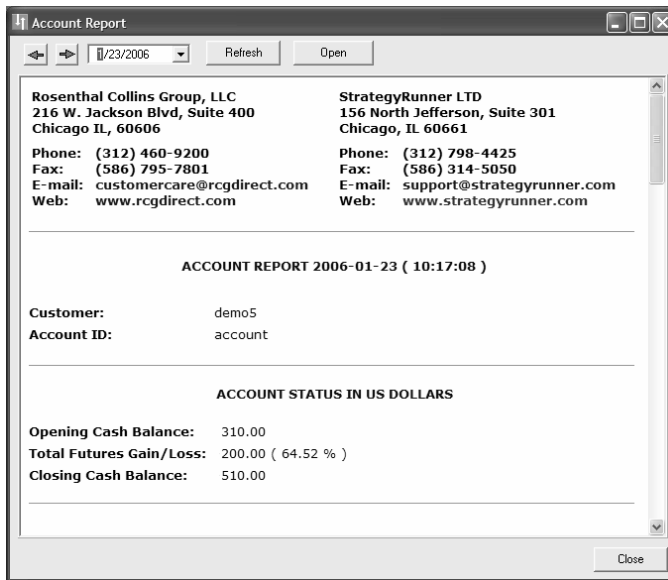 Account Report
1/23/2006
Refresh
Open
Rosenthal Collins Group, LLC
216 W. Jackson Blvd, Suite 400
Chicago IL, 60606
Phone: (312) 460-9200
Fax: (586) 795-7801
E-mail: customercare@rcgdirect.com
Web: www.rcgdirect.com
StrategyRunner LTD
156 North Jefferson, Suite 301
Chicago, IL 60661
Phone: (312) 798-4425
Fax: (586) 314-5050
E-mail: support@strategyrunner.com
Web: www.strategyrunner.com
ACCOUNT REPORT 2006-01-23 ( 10:17:08 )
Customer: demo5
Account ID: account
ACCOUNT STATUS IN US DOLLARS
Opening Cash Balance: 310.00
Total Futures Gain/Loss: 200.00 ( 64.52 % )
Closing Cash Balance: 510.00
Close